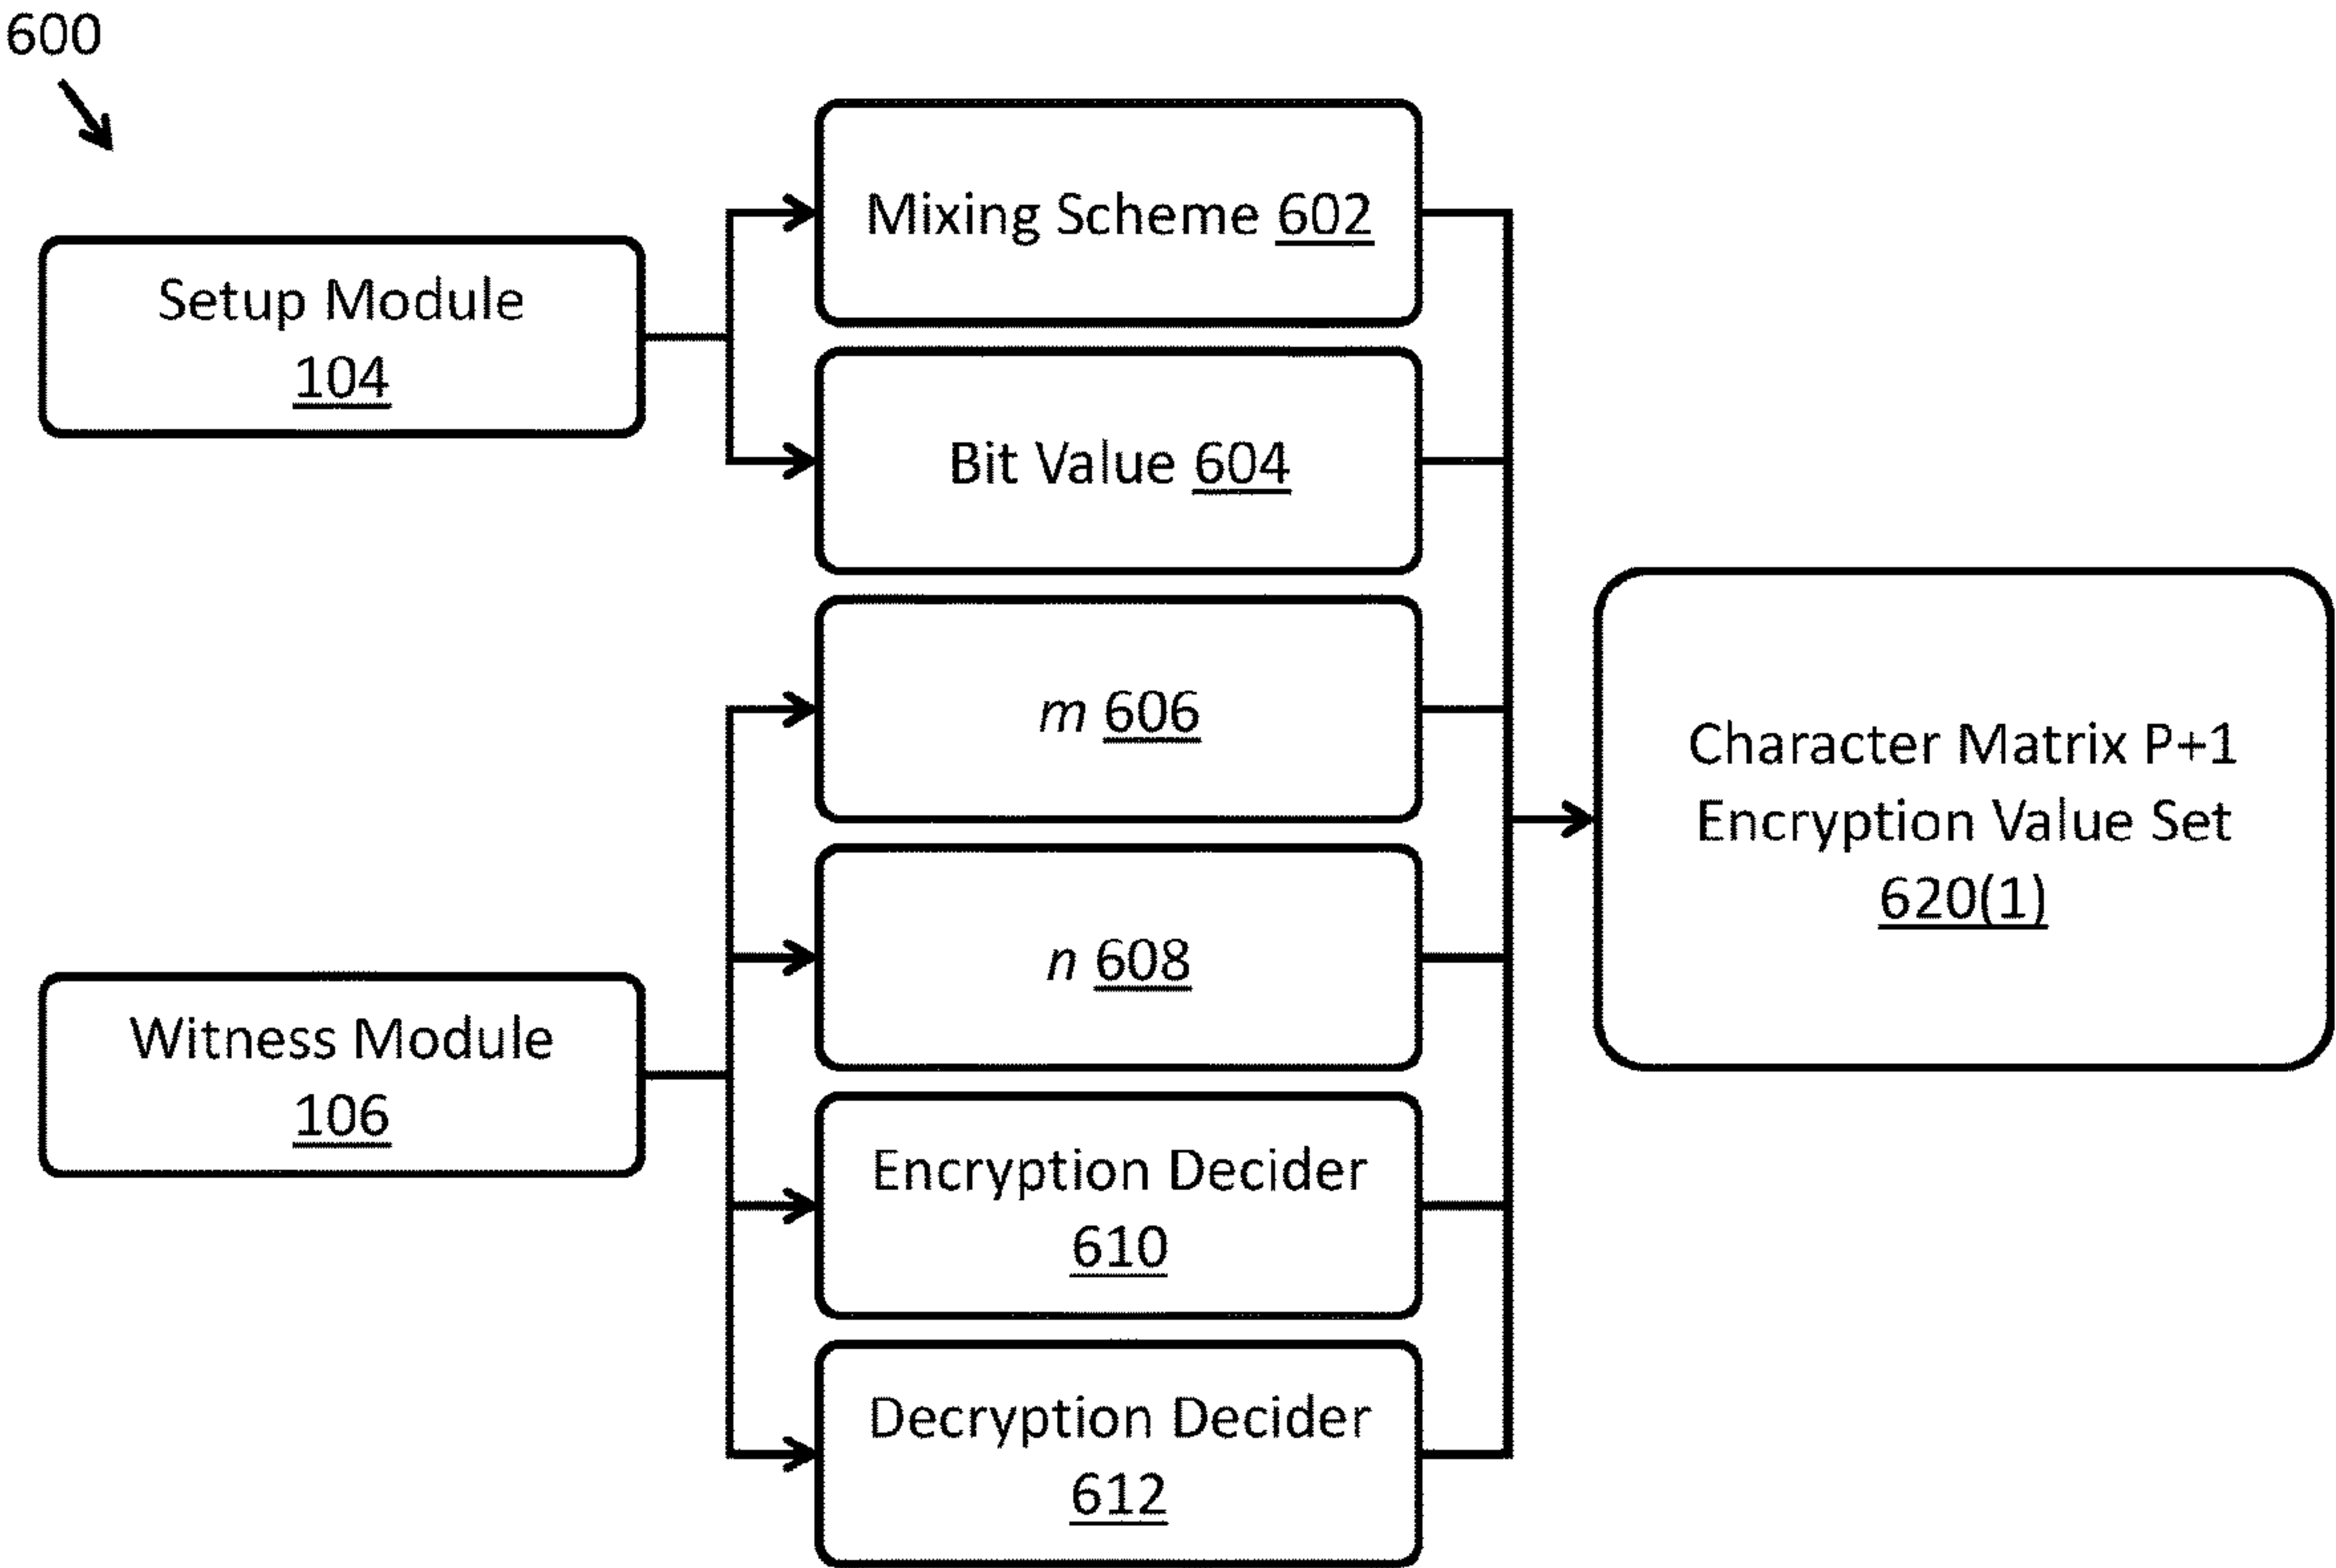 600
Setup Module
104
Witness Module
106
Mixing Scheme 602
Bit Value 604
m 606
n 608
Encryption Decider
610
Decryption Decider
612
Character Matrix P+1
Encryption Value Set
620(1)